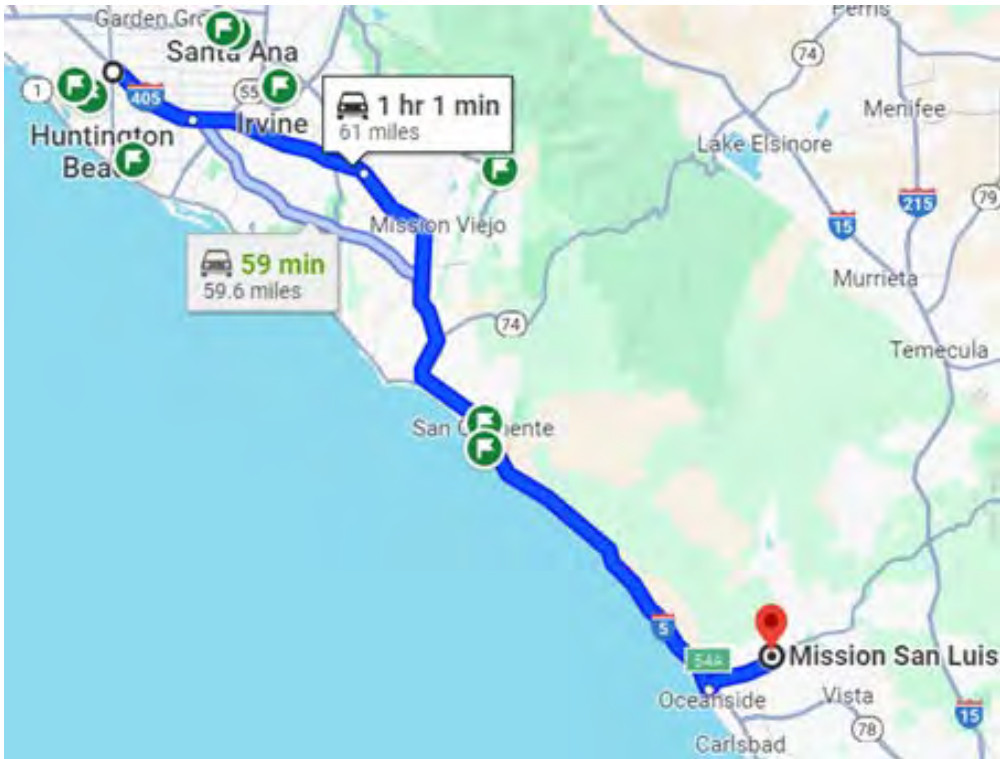 Garden Gro
Santa Ana
Perris
74
1
405
55
1 hr 1 min
61 miles
Irvine
Menifee
Huntington
Bea
Lake Elsinore
79
215
15
Mission Viejo
59 min
59.6 miles
Murrieta
74
Temecula
San C mente
5
54A
Mission San Luis
Oceanside
Vista
15
78
Carlsbad